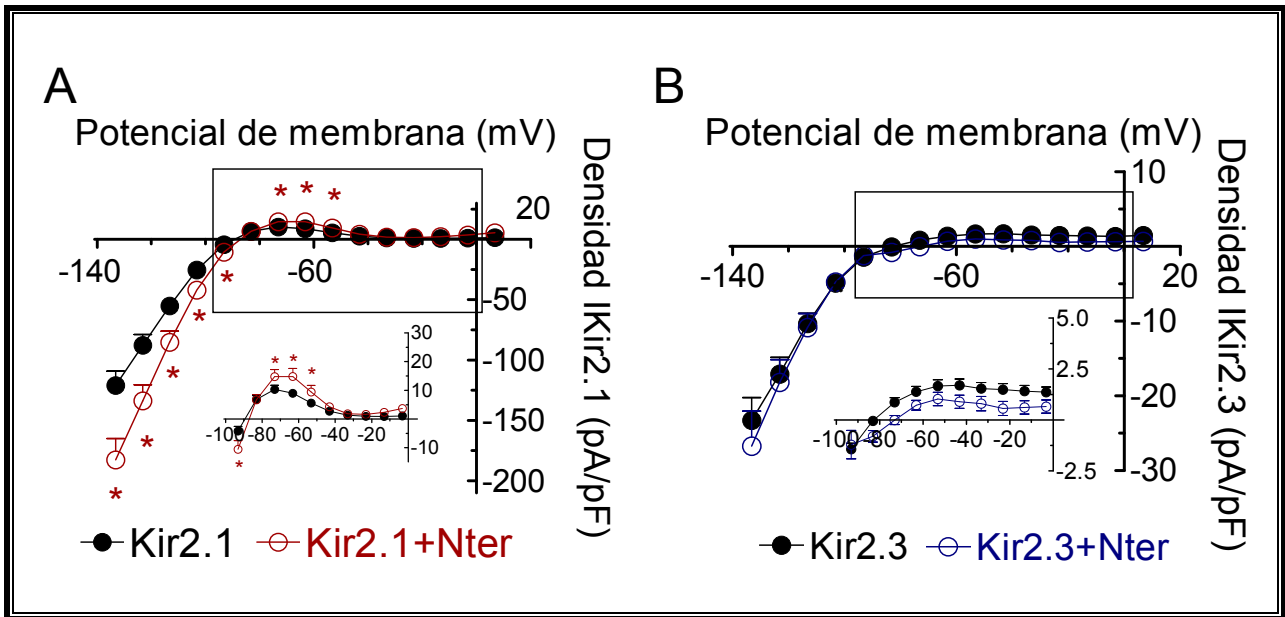 A
Potencial de membrana (mV)
Densidad IKir2.1 (pA/pF)
20
-140
-60
-50
-100
-150
-200
30
20
10
-100 -80 -60 -40 -20
-10
* * *
*
*
*
*
*
* * *
*
Kir2.1 Kir2.1+Nter
B
Potencial de membrana (mV)
Densidad IKir2.3 (pA/pF)
10
-140
-60
20
-10
-20
-30
5.0
2.5
-100 -80 -60 -40 -20
-2.5
Kir2.3 Kir2.3+Nter